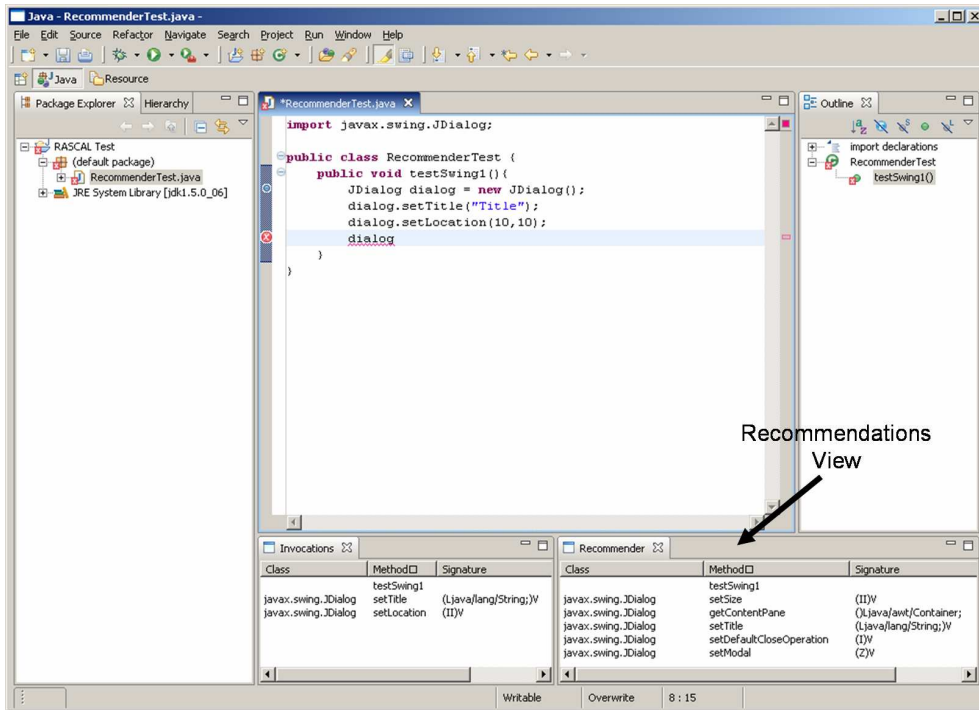 Java - RecommenderTest.java -
File Edit Source Refactor Navigate Search Project Run Window Help
Java Resource
Package Explorer Hierarchy
RASCAL Test
(default package)
RecommenderTest.java
JRE System Library [jdk1.5.0_06]
*RecommenderTest.java
import javax.swing.JDialog;
public class RecommenderTest {
public void testSwing1(){
JDialog dialog = new JDialog();
dialog.setTitle("Title");
dialog.setLocation(10,10);
dialog
}
}
Outline
import declarations
RecommenderTest
testSwing1()
Recommendations
View
Invocations
Class Method Signature
testSwing1
javax.swing.JDialog setTitle (Ljava/lang/String;)V
javax.swing.JDialog setLocation (II)V
Recommender
Class Method Signature
testSwing1
javax.swing.JDialog setSize (II)V
javax.swing.JDialog getContentPane ()Ljava/awt/Container;
javax.swing.JDialog setTitle (Ljava/lang/String;)V
javax.swing.JDialog setDefaultCloseOperation (I)V
javax.swing.JDialog setModal (Z)V
Writable Overwrite 8 : 15